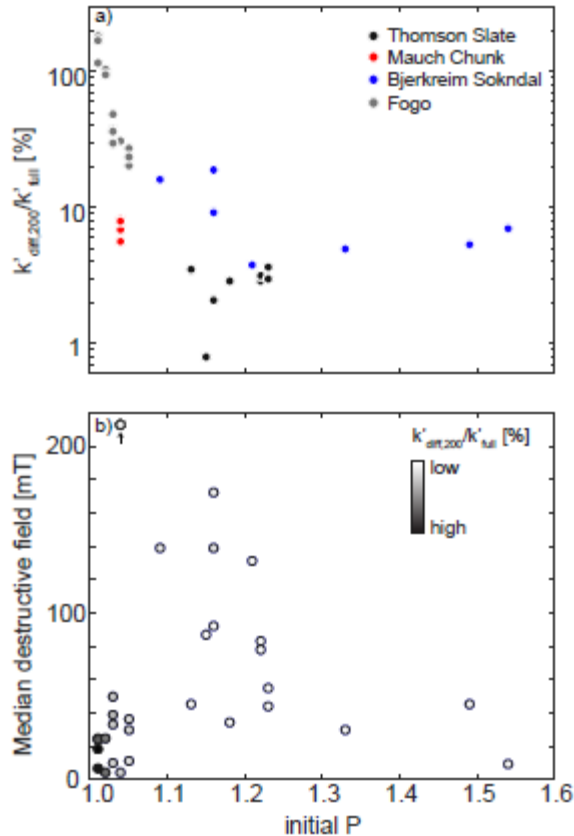 a)
Thomson Slate
Mauch Chunk
Bjerkreim Sokndal
Fogo
100
10
1
k'diff,200/k'full [%]
b)
k'diff,200/k'full [%]
low
high
200
100
0
Median destructive field [mT]
1.0 1.1 1.2 1.3 1.4 1.5 1.6
initial P